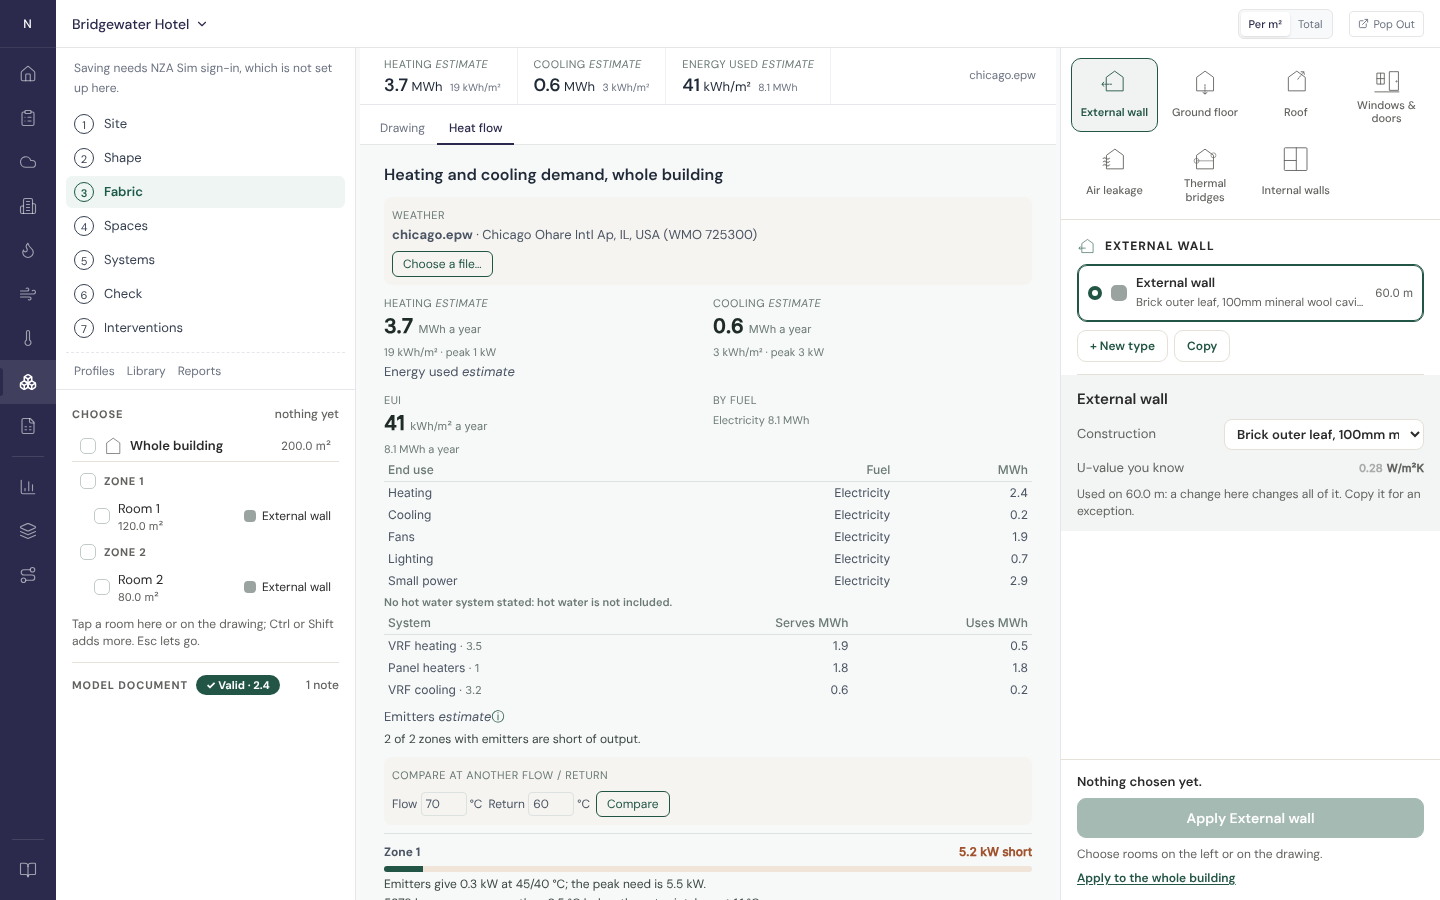 N
Bridgewater Hotel
Per m²
Total
Pop Out
Saving needs NZA Sim sign-in, which is not set
up here.
1 Site
2 Shape
3 Fabric
4 Spaces
5 Systems
6 Check
7 Interventions
Profiles Library Reports
CHOOSE nothing yet
Whole building 200.0 m²
ZONE 1
Room 1 External wall
120.0 m²
ZONE 2
Room 2 External wall
80.0 m²
Tap a room here or on the drawing; Ctrl or Shift
adds more. Esc lets go.
MODEL DOCUMENT ✓ Valid · 2.4 1 note
HEATING ESTIMATE
3.7 MWh 19 kWh/m²
COOLING ESTIMATE
0.6 MWh 3 kWh/m²
ENERGY USED ESTIMATE
41 kWh/m² 8.1 MWh
chicago.epw
Drawing Heat flow
Heating and cooling demand, whole building
WEATHER
chicago.epw · Chicago Ohare Intl Ap, IL, USA (WMO 725300)
Choose a file…
HEATING ESTIMATE
3.7 MWh a year
19 kWh/m² · peak 1 kW
COOLING ESTIMATE
0.6 MWh a year
3 kWh/m² · peak 3 kW
Energy used estimate
EUI
41 kWh/m² a year
8.1 MWh a year
BY FUEL
Electricity 8.1 MWh
End use Fuel MWh
Heating Electricity 2.4
Cooling Electricity 0.2
Fans Electricity 1.9
Lighting Electricity 0.7
Small power Electricity 2.9
No hot water system stated: hot water is not included.
System Serves MWh Uses MWh
VRF heating · 3.5 1.9 0.5
Panel heaters · 1 1.8 1.8
VRF cooling · 3.2 0.6 0.2
Emitters estimate ⓘ
2 of 2 zones with emitters are short of output.
COMPARE AT ANOTHER FLOW / RETURN
Flow 70 °C Return 60 °C Compare
Zone 1 5.2 kW short
Emitters give 0.3 kW at 45/40 °C; the peak need is 5.5 kW.
External wall
Ground floor
Roof
Windows &
doors
Air leakage
Thermal
bridges
Internal walls
EXTERNAL WALL
External wall
Brick outer leaf, 100mm mineral wool cavi…
60.0 m
+ New type
Copy
External wall
Construction Brick outer leaf, 100mm m
U-value you know 0.28 W/m²K
Used on 60.0 m: a change here changes all of it. Copy it for an
exception.
Nothing chosen yet.
Apply External wall
Choose rooms on the left or on the drawing.
Apply to the whole building